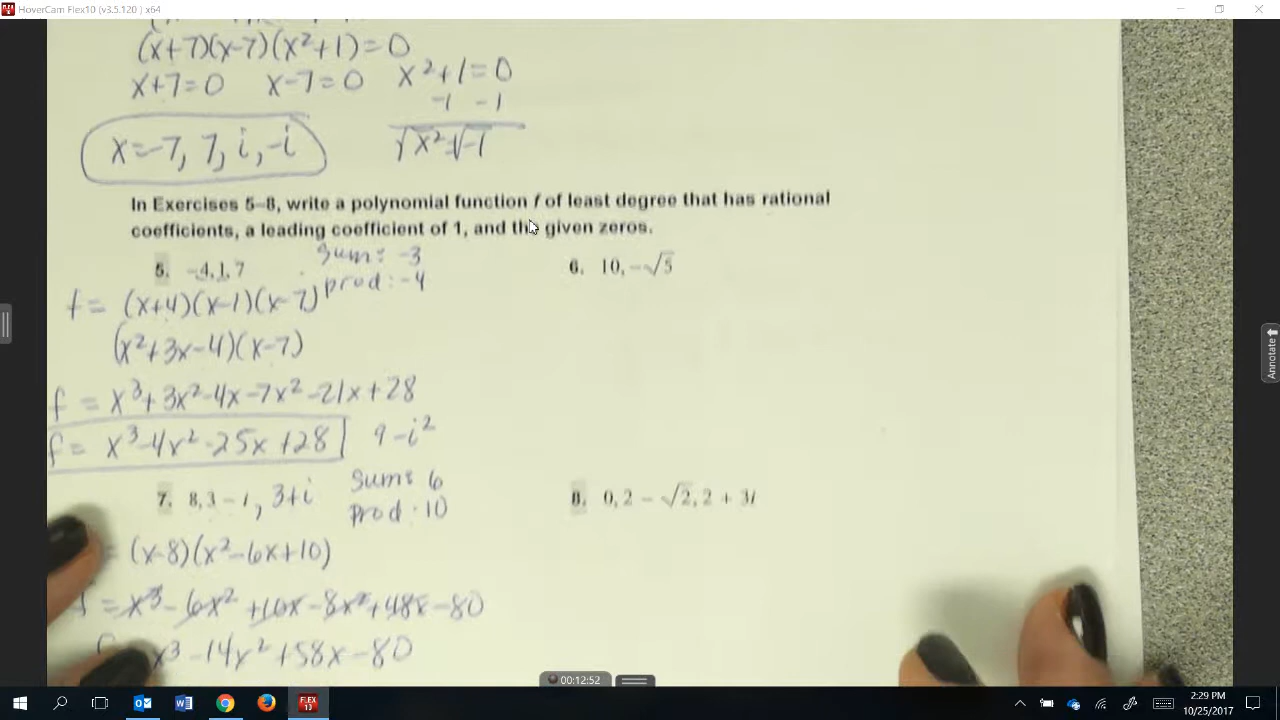 HoverCam Flex10 (v3.5.120) x64
(x+7)(x-7)(x²+1)=0
x+7=0 x-7=0 x²+1=0
-1 -1
√x²=√-1
x=-7, 7, i, -i
In Exercises 5–8, write a polynomial function f of least degree that has rational
coefficients, a leading coefficient of 1, and the given zeros.
5. -4, 1, 7 sum: -3
prod: -4
f= (x+4)(x-1)(x-7)
(x²+3x-4)(x-7)
f = x³+3x²-4x-7x²-21x+28
f= x³-4x²-25x+28 9-i²
6. 10, -√5
7. 8, 3 - i, 3+i sum: 6
prod: 10
= (x-8)(x²-6x+10)
f = x³-6x²+10x-8x²+48x-80
f x³-14x²+58x-80
8. 0, 2 - √2, 2 + 3i
Annotate
00:12:52
FLEX
10
2:29 PM
10/25/2017